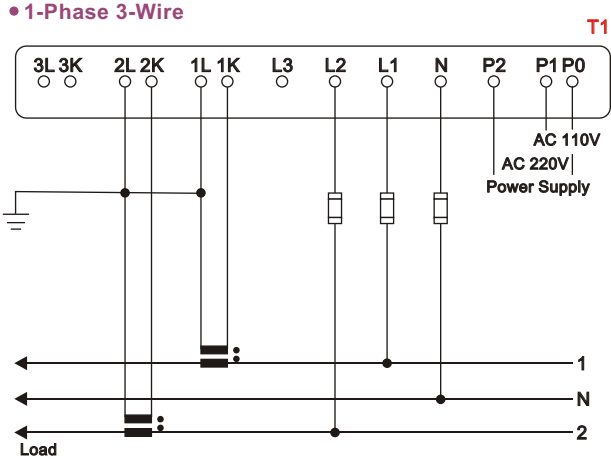 • 1-Phase 3-Wire
T1
3L 3K 2L 2K 1L 1K L3 L2 L1 N P2 P1 P0
AC 110V
AC 220V
Power Supply
1
N
2
Load